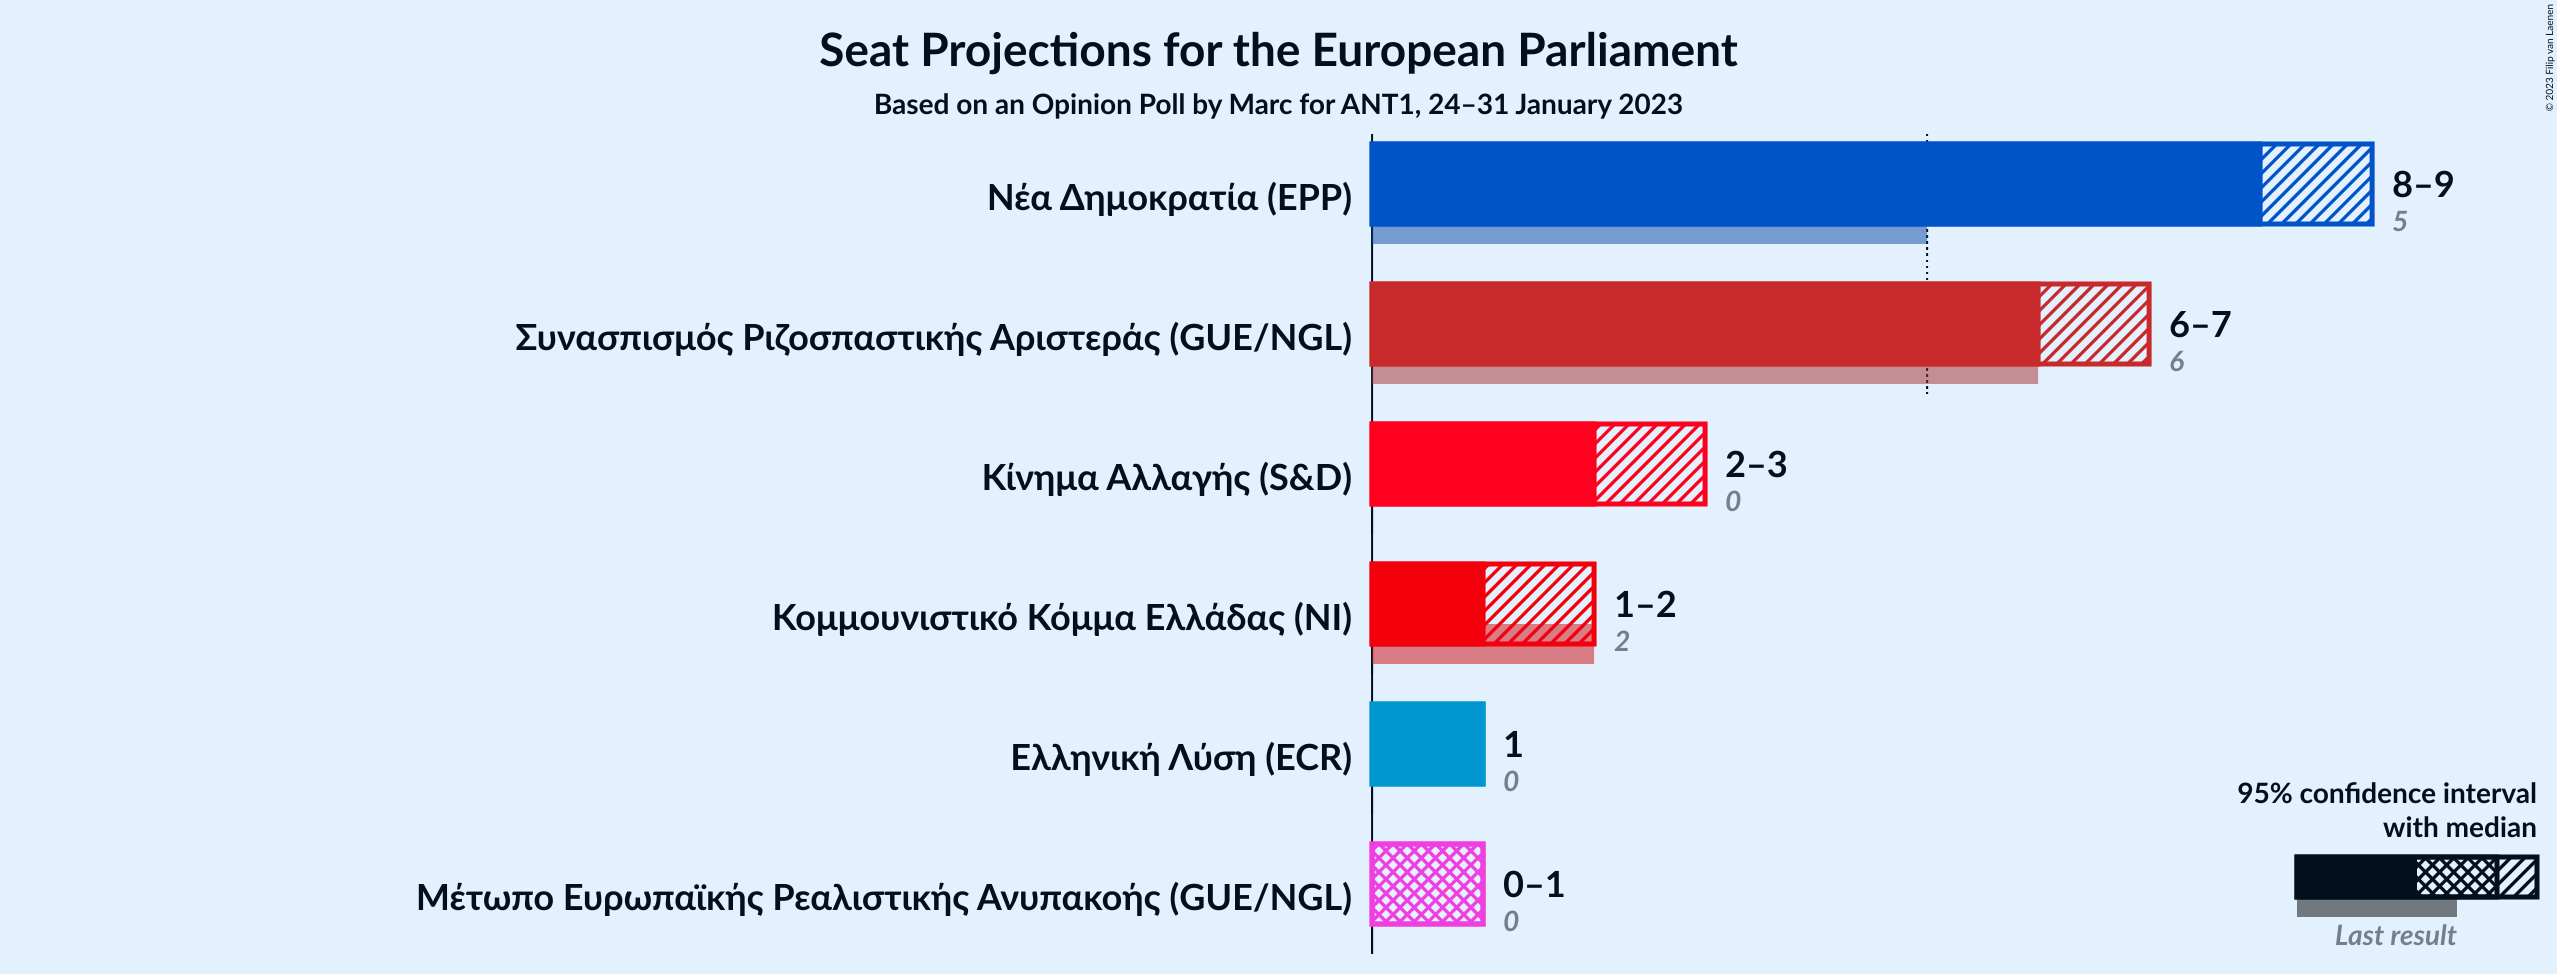 Seat Projections for the European Parliament
Based on an Opinion Poll by Marc for ANT1, 24–31 January 2023
© 2023 Filip van Laenen
Νέα Δημοκρατία (EPP)
8–9
5
Συνασπισμός Ριζοσπαστικής Αριστεράς (GUE/NGL)
6–7
6
Κίνημα Αλλαγής (S&D)
2–3
0
Κομμουνιστικό Κόμμα Ελλάδας (NI)
1–2
2
Ελληνική Λύση (ECR)
1
0
Μέτωπο Ευρωπαϊκής Ρεαλιστικής Ανυπακοής (GUE/NGL)
0–1
0
95% confidence interval
with median
Last result